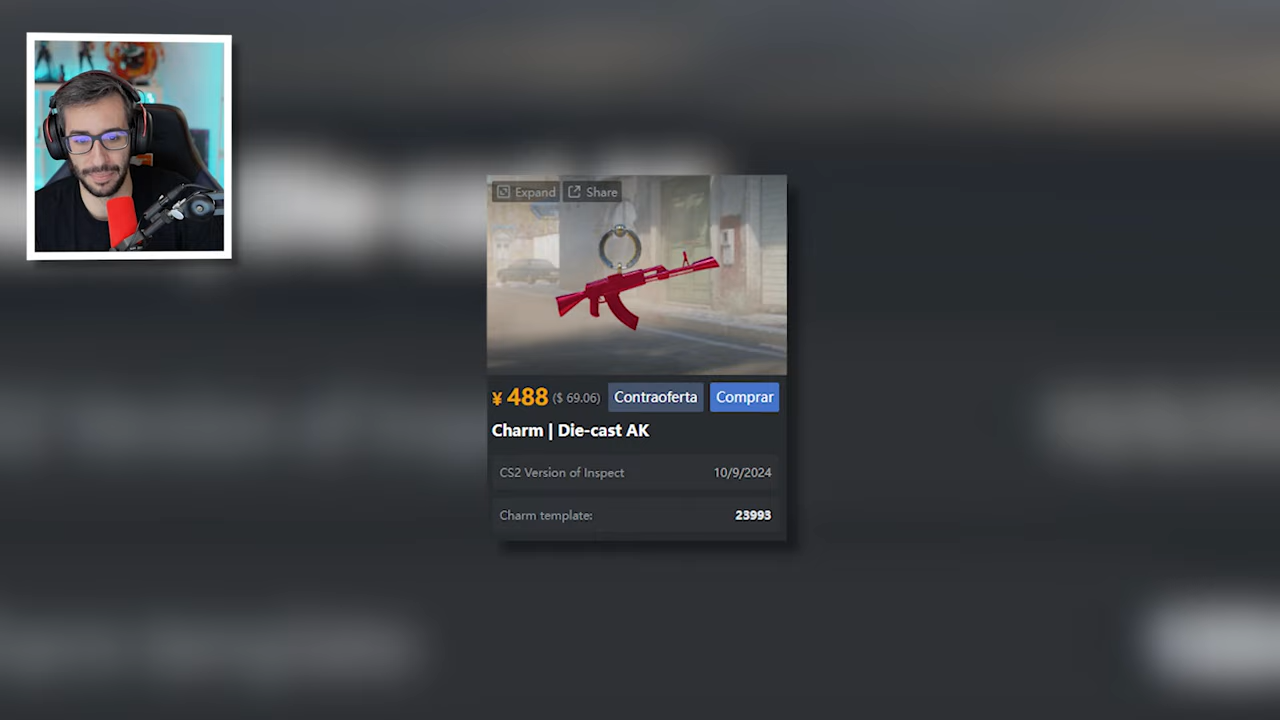 Expand Share
¥ 488 ($ 69.06) Contraoferta Comprar
Charm | Die-cast AK
CS2 Version of Inspect 10/9/2024
Charm template: 23993